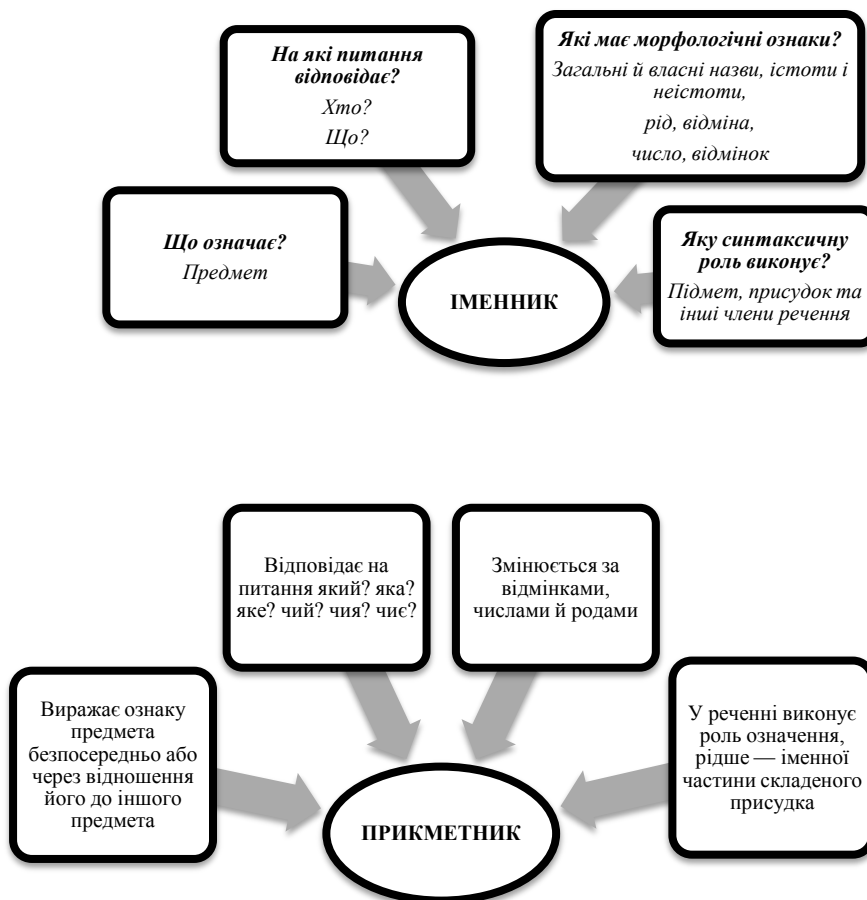 На які питання
відповідає?
Хто?
Що?
Які має морфологічні ознаки?
Загальні й власні назви, істоти і
неістоти,
рід, відміна,
число, відмінок
Що означає?
Предмет
Яку синтаксичну
роль виконує?
Підмет, присудок та
інші члени речення
ІМЕННИК
Відповідає на
питання який? яка?
яке? чий? чия? чиє?
Змінюється за
відмінками,
числами й родами
Виражає ознаку
предмета
безпосередньо або
через відношення
його до іншого
предмета
У реченні виконує
роль означення,
рідше — іменної
частини складеного
присудка
ПРИКМЕТНИК